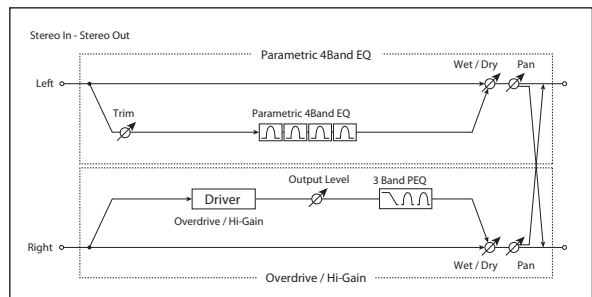 Stereo In - Stereo Out
Parametric 4Band EQ
Wet / Dry
Pan
Left
Trim
Parametric 4Band EQ
Output Level
3 Band PEQ
Driver
Overdrive / Hi-Gain
Right
Wet / Dry
Pan
Overdrive / Hi-Gain